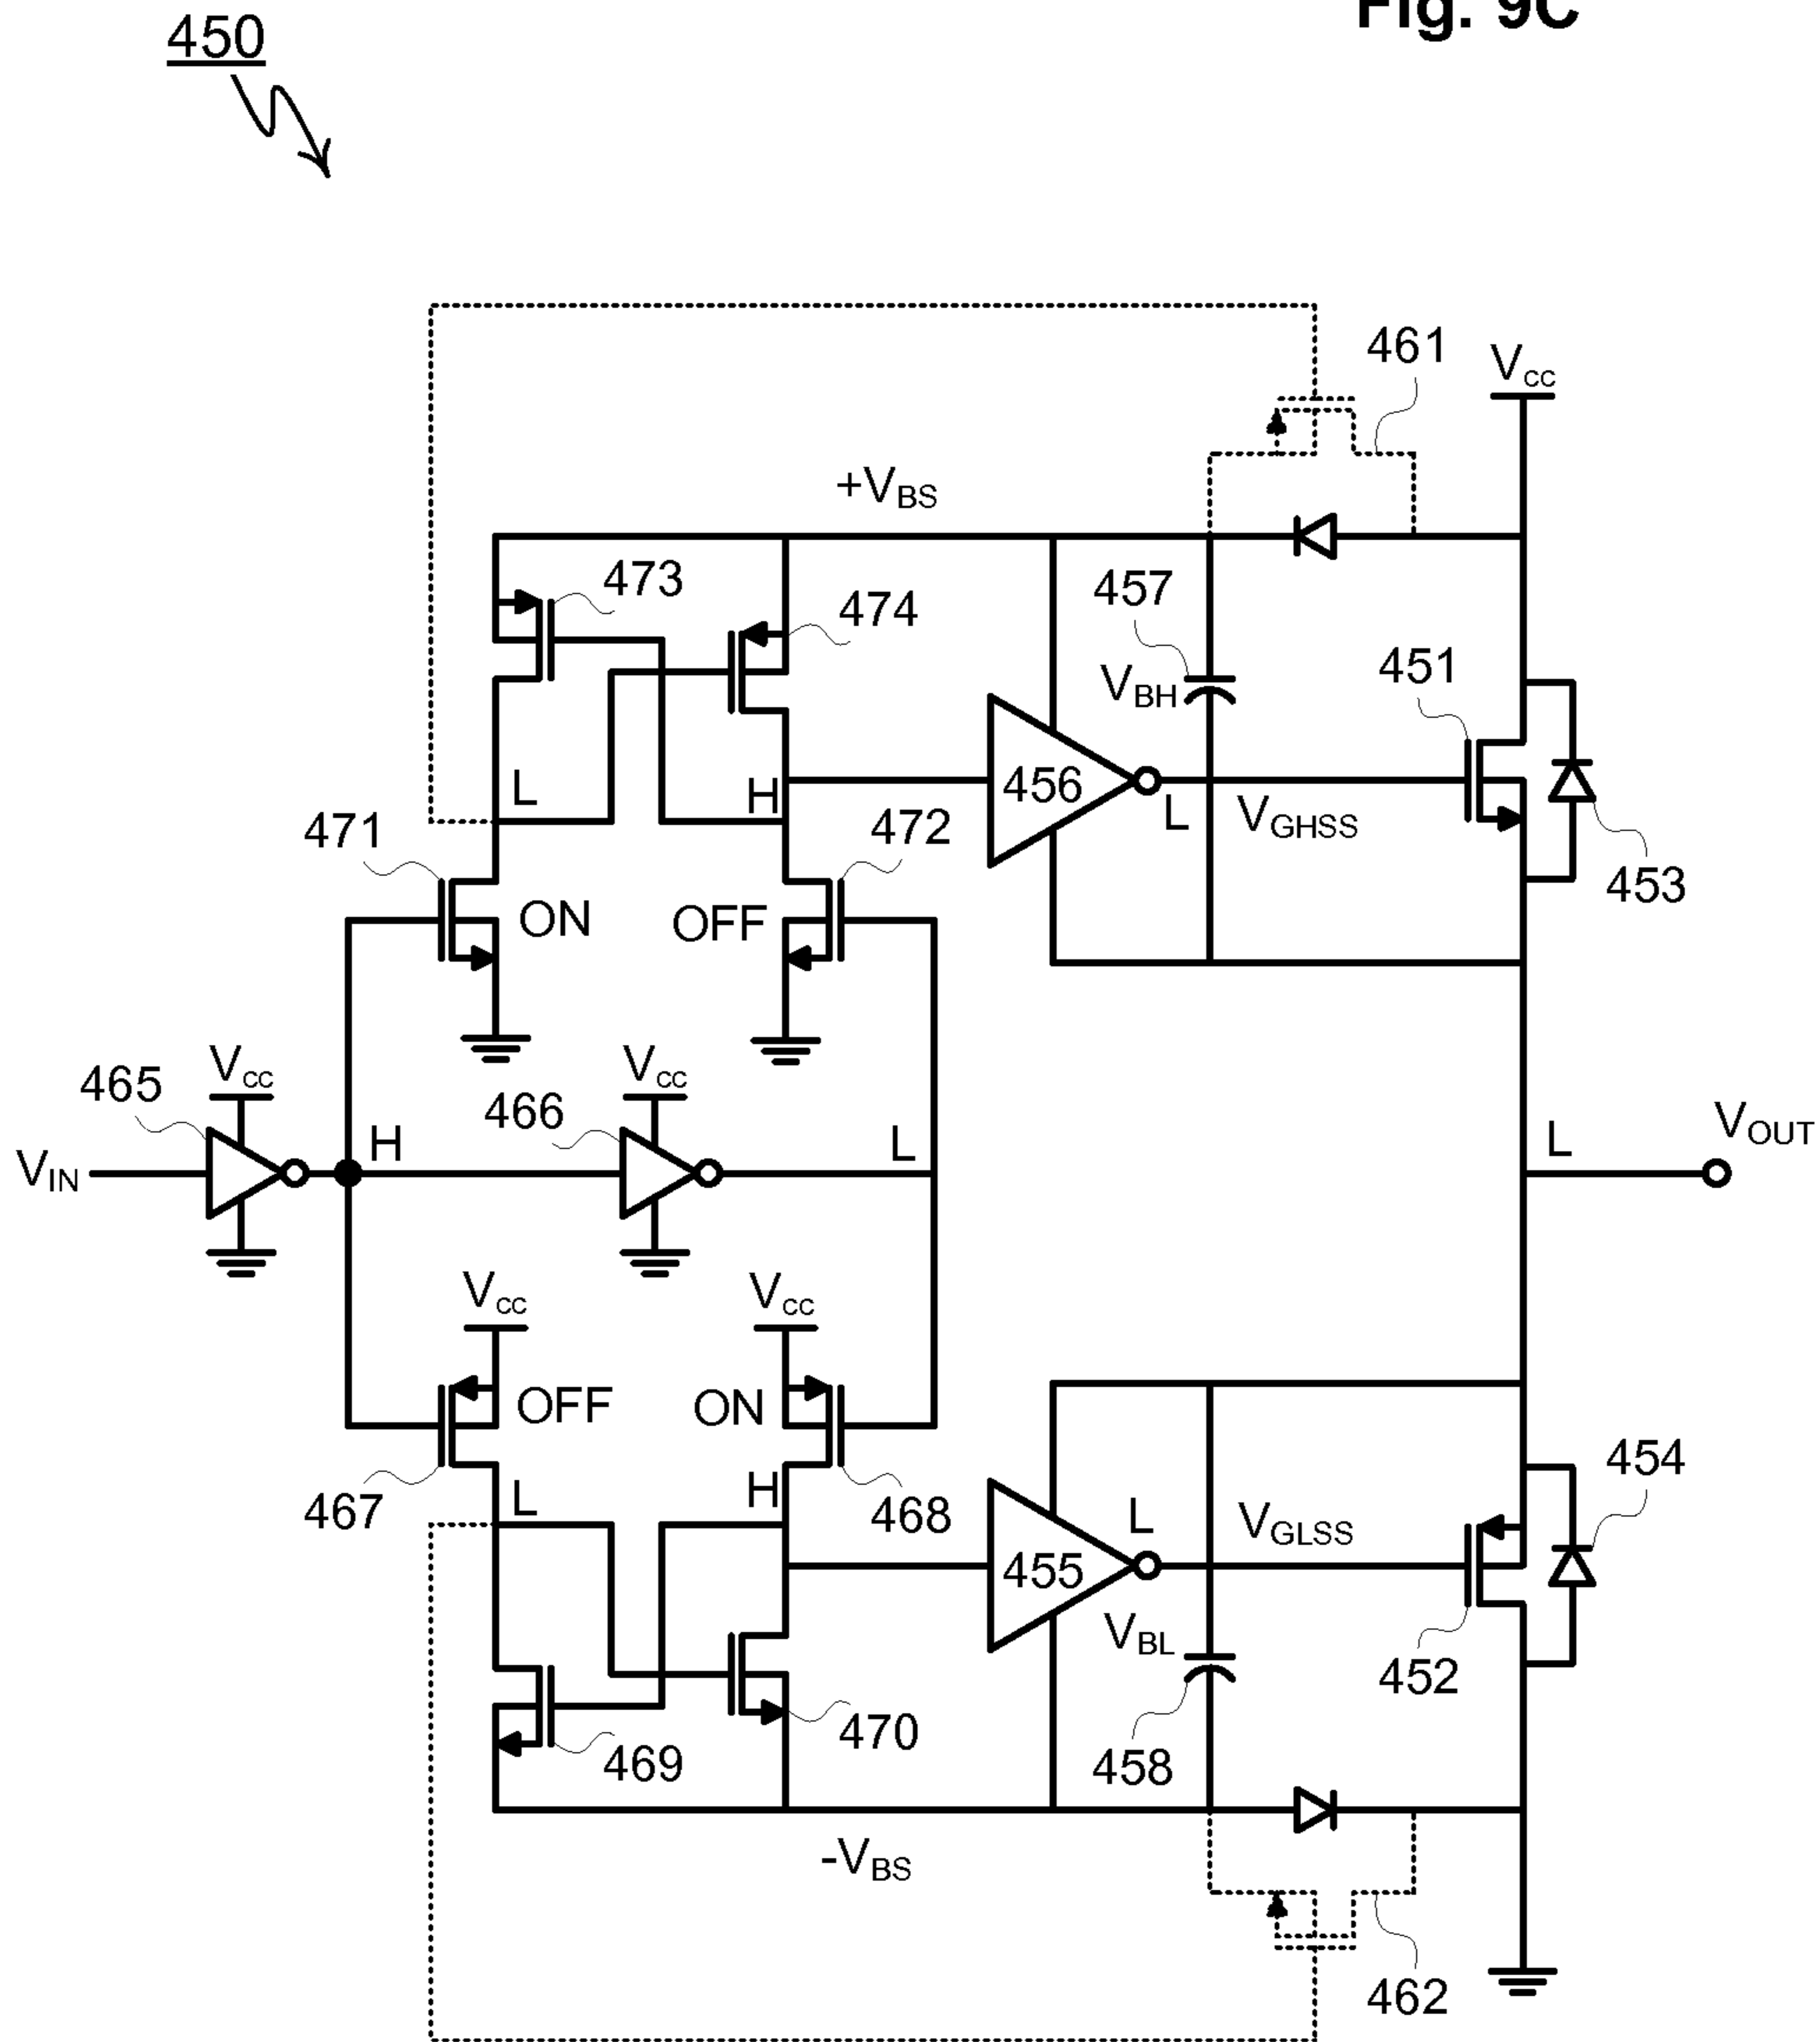 Fig. 9C
450
461
VCC
+VBS
473
457
474
VBH
451
L
H
456
471
472
L
VGHSS
453
ON
OFF
VCC
VCC
465
466
VOUT
H
L
L
VIN
VCC
VCC
OFF
ON
454
L
H
L
VGLSS
467
468
455
VBL
452
470
469
458
-VBS
462